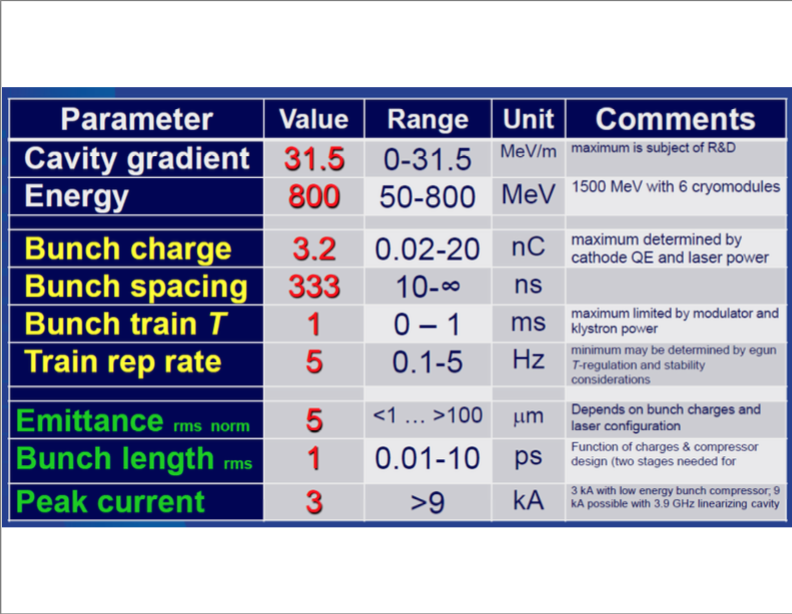 Parameter Value Range Unit Comments
Cavity gradient 31.5 0-31.5 MeV/m maximum is subject of R&D
Energy 800 50-800 MeV 1500 MeV with 6 cryomodules
Bunch charge 3.2 0.02-20 nC maximum determined by
cathode QE and laser power
Bunch spacing 333 10-∞ ns
Bunch train T 1 0 – 1 ms maximum limited by modulator and
klystron power
Train rep rate 5 0.1-5 Hz minimum may be determined by egun
T-regulation and stability
considerations
Emittance rms norm 5 <1 … >100 µm Depends on bunch charges and
laser configuration
Bunch length rms 1 0.01-10 ps Function of charges & compressor
design (two stages needed for
Peak current 3 >9 kA 3 kA with low energy bunch compressor; 9
kA possible with 3.9 GHz linearizing cavity